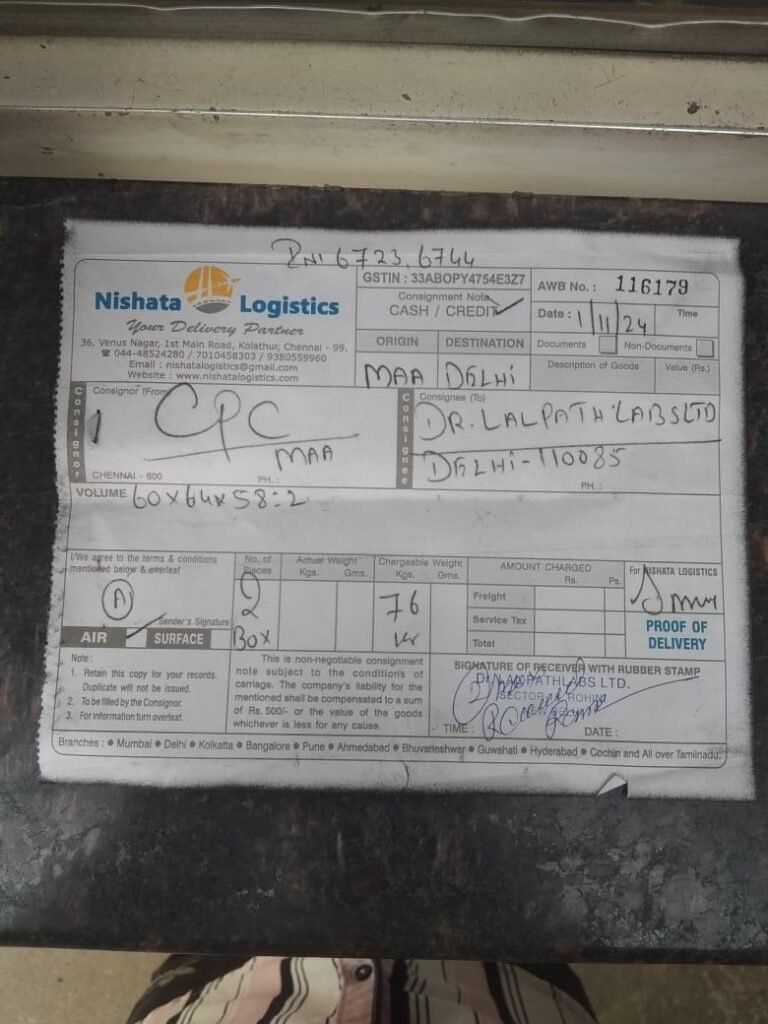 6723, 6744
Nishata Logistics
Your Delivery Partner
36, Venus Nagar, 1st Main Road, Kolathur, Chennai - 99.
☎ 044-48524280 / 7010458303 / 9380559960
Email : nishatalogistics@gmail.com
Website : www.nishatalogistics.com
GSTIN : 33ABOPY4754E3Z7
Consignment Note
CASH / CREDIT ✓
AWB No. : 116179
Date : 1/11/24
Time
ORIGIN
DESTINATION
MAA
DELHI
Documents
Non-Documents
Description of Goods
Value (Rs.)
Consignor
Consignor (From)
CPC
MAA
CHENNAI - 600
PH. :
Consignee
Consignee (To)
DR. LALPATH LABS LTD
DELHI - 110085
PH. :
VOLUME 60x64x58=2
I/We agree to the terms & conditions
mentioned below & overleaf
A
Sender's Signature
AIR ✓ SURFACE
No. of
Pieces
2
Box
Actual Weight
Kgs. Gms.
Chargeable Weight
Kgs. Gms.
76
AMOUNT CHARGED
Rs. Ps.
Freight
Service Tax
Total
For NISHATA LOGISTICS
PROOF OF
DELIVERY
Note :
1. Retain this copy for your records.
Duplicate will not be issued.
2. To be filled by the Consignor.
3. For information turn overleaf.
This is non-negotiable consignment
note subject to the conditions of
carriage. The company's liability for the
mentioned shall be compensated to a sum
of Rs. 500/- or the value of the goods
whichever is less for any cause.
SIGNATURE OF RECEIVER WITH RUBBER STAMP
Dr. LALPATHLABS LTD.
SECTOR ROHINI
TIME :
DATE :
Branches : ● Mumbai ● Delhi ● Kolkatta ● Bangalore ● Pune ● Ahmedabad ● Bhuvaneshwar ● Guwahati ● Hyderabad ● Cochin and All over Tamilnadu.